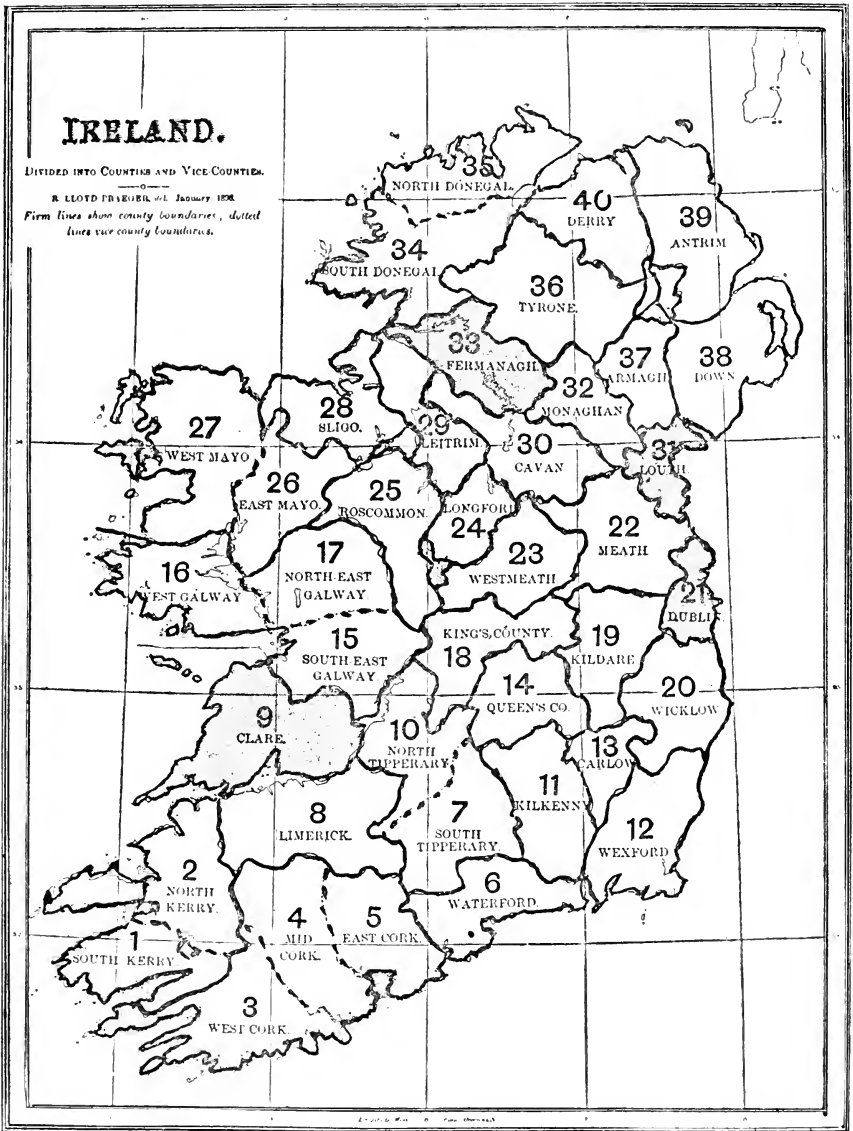 IRELAND.
DIVIDED INTO COUNTIES AND VICE-COUNTIES.
R. LLOYD PRAEGER, del. January, 1896.
Firm lines show county boundaries, dotted
lines vice county boundaries.
35
NORTH DONEGAL.
40
DERRY
39
ANTRIM
34
SOUTH DONEGAL
36
TYRONE.
33
FERMANAGH.
37
ARMAGH
38
DOWN
32
MONAGHAN
28
SLIGO.
29
LEITRIM.
27
WEST MAYO
30
CAVAN
31
LOUTH.
26
EAST MAYO.
25
ROSCOMMON.
LONGFORD
24
22
MEATH
23
WESTMEATH.
17
NORTH-EAST
GALWAY.
16
WEST GALWAY
21
DUBLIN.
15
SOUTH-EAST
GALWAY
KING'S COUNTY.
18
19
KILDARE
14
QUEEN'S CO.
20
WICKLOW
9
CLARE.
10
NORTH
TIPPERARY
13
CARLOW
11
KILKENNY
8
LIMERICK.
7
SOUTH
TIPPERARY.
12
WEXFORD
2
NORTH
KERRY.
6
WATERFORD.
4
MID
CORK.
5
EAST CORK.
1
SOUTH KERRY
3
WEST CORK.